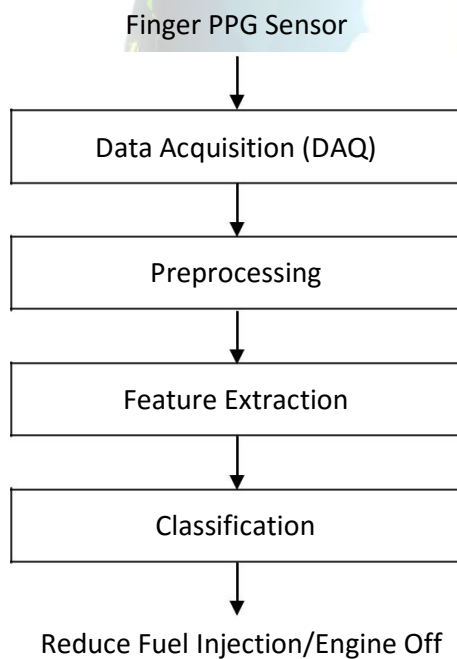 Finger PPG Sensor
Data Acquisition (DAQ)
Preprocessing
Feature Extraction
Classification
Reduce Fuel Injection/Engine Off